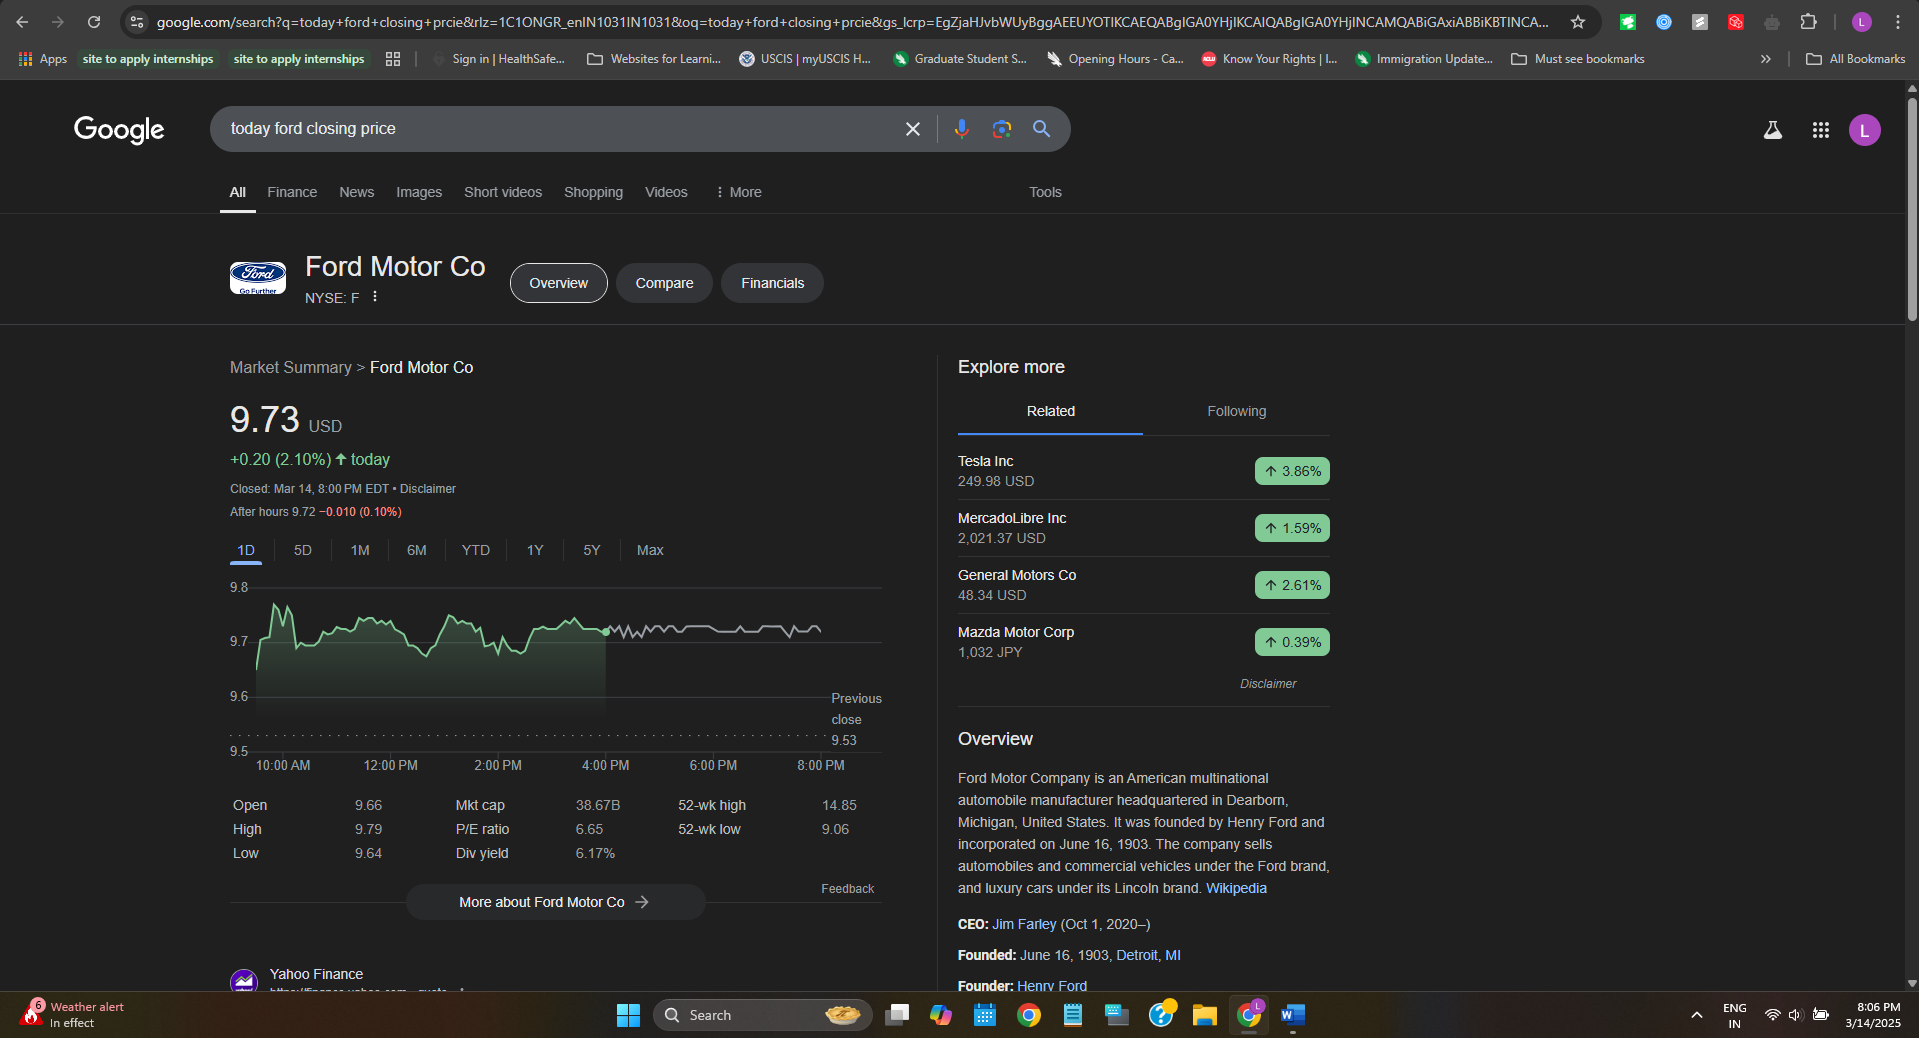 google.com/search?q=today+ford+closing+prcie&rlz=1C1ONGR_enIN1031IN1031&oq=today+ford+closing+prcie&gs_lcrp=EgZjaHJvbWUyBggAEEUYOTIKCAEQABgIGA0YHjIKCAIQABgIGA0YHjINCAMQABiGAxiABBiKBTINCA...
L
Apps
site to apply internships
site to apply internships
Sign in | HealthSafe...
Websites for Learni...
USCIS | myUSCIS H...
Graduate Student S...
Opening Hours - Ca...
Know Your Rights | I...
Immigration Update...
Must see bookmarks
All Bookmarks
Google
today ford closing price
L
All
Finance
News
Images
Short videos
Shopping
Videos
More
Tools
Ford
Go Further
Ford Motor Co
NYSE: F
Overview
Compare
Financials
Market Summary > Ford Motor Co
9.73 USD
+0.20 (2.10%) today
Closed: Mar 14, 8:00 PM EDT • Disclaimer
After hours 9.72 −0.010 (0.10%)
1D 5D 1M 6M YTD 1Y 5Y Max
9.8
9.7
9.6
9.5
Previous
close
9.53
10:00 AM 12:00 PM 2:00 PM 4:00 PM 6:00 PM 8:00 PM
Open 9.66 Mkt cap 38.67B 52-wk high 14.85
High 9.79 P/E ratio 6.65 52-wk low 9.06
Low 9.64 Div yield 6.17%
Feedback
More about Ford Motor Co
Yahoo Finance
Explore more
Related
Following
Tesla Inc
249.98 USD
3.86%
MercadoLibre Inc
2,021.37 USD
1.59%
General Motors Co
48.34 USD
2.61%
Mazda Motor Corp
1,032 JPY
0.39%
Disclaimer
Overview
Ford Motor Company is an American multinational
automobile manufacturer headquartered in Dearborn,
Michigan, United States. It was founded by Henry Ford and
incorporated on June 16, 1903. The company sells
automobiles and commercial vehicles under the Ford brand,
and luxury cars under its Lincoln brand. Wikipedia
CEO: Jim Farley (Oct 1, 2020–)
Founded: June 16, 1903, Detroit, MI
Founder: Henry Ford
6
Weather alert
In effect
Search
L
ENG
IN
8:06 PM
3/14/2025